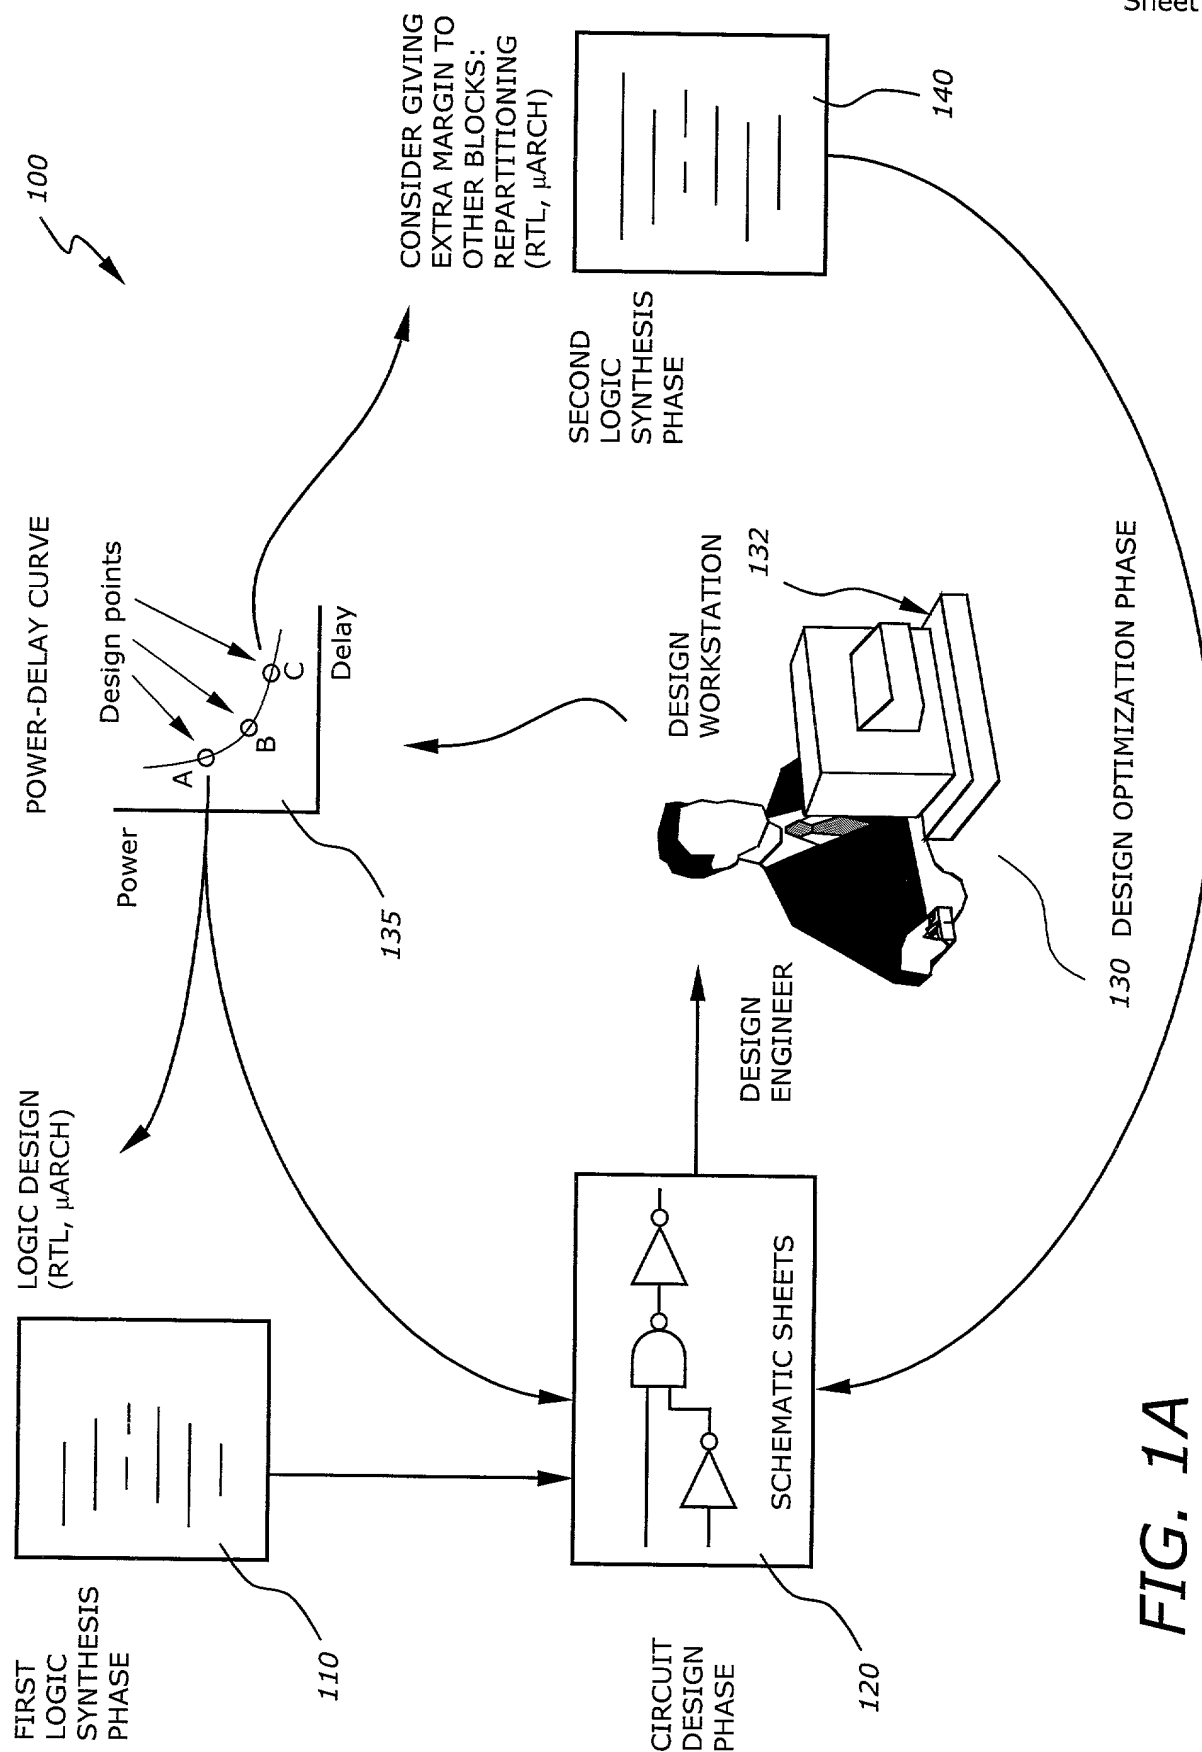 Sheet
100
FIRST
LOGIC
SYNTHESIS
PHASE
110
LOGIC DESIGN
(RTL, µARCH)
POWER-DELAY CURVE
Power
Design points
A
B
C
Delay
135
CONSIDER GIVING
EXTRA MARGIN TO
OTHER BLOCKS:
REPARTITIONING
(RTL, µARCH)
CIRCUIT
DESIGN
PHASE
120
SCHEMATIC SHEETS
DESIGN
ENGINEER
DESIGN
WORKSTATION
132
SECOND
LOGIC
SYNTHESIS
PHASE
140
130 DESIGN OPTIMIZATION PHASE
FIG. 1A